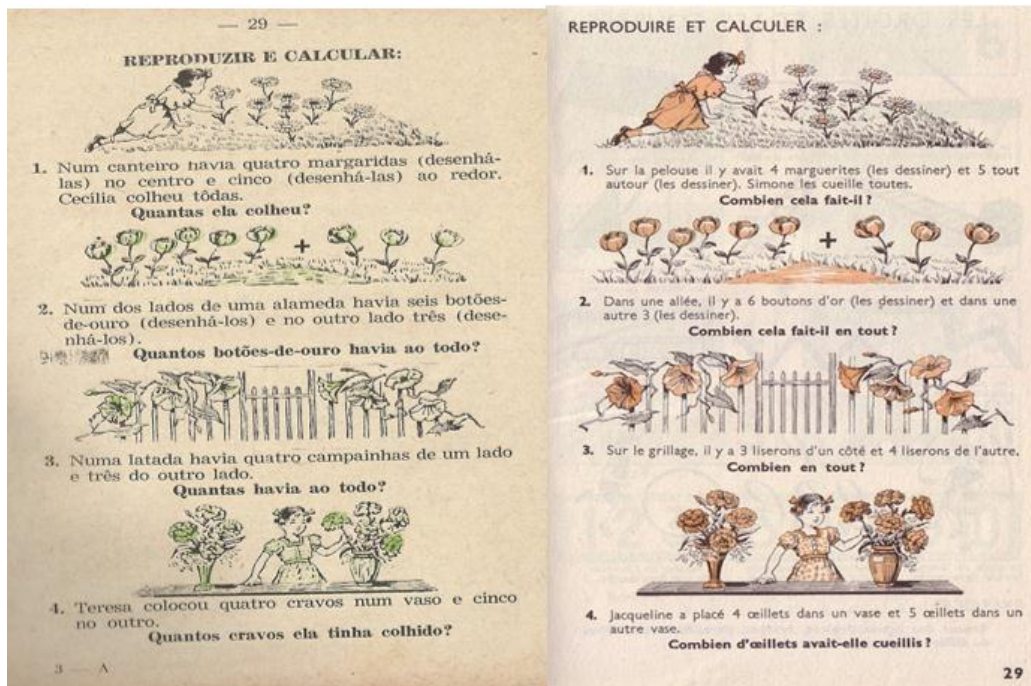 — 29 —
REPRODUZIR E CALCULAR:
1. Num canteiro havia quatro margaridas (desenhá-
las) no centro e cinco (desenhá-las) ao redor.
Cecília colheu tôdas.
Quantas ela colheu?
+
2. Num dos lados de uma alameda havia seis botões-
de-ouro (desenhá-los) e no outro lado três (dese-
nhá-los).
Quantos botões-de-ouro havia ao todo?
3. Numa latada havia quatro campainhas de um lado
e três do outro lado.
Quantas havia ao todo?
4. Teresa colocou quatro cravos num vaso e cinco
no outro.
Quantos cravos ela tinha colhido?
3 — A
REPRODUIRE ET CALCULER :
1. Sur la pelouse il y avait 4 marguerites (les dessiner) et 5 tout
autour (les dessiner). Simone les cueille toutes.
Combien cela fait-il ?
+
2. Dans une allée, il y a 6 boutons d'or (les dessiner) et dans une
autre 3 (les dessiner).
Combien cela fait-il en tout ?
3. Sur le grillage, il y a 3 liserons d'un côté et 4 liserons de l'autre.
Combien en tout ?
4. Jacqueline a placé 4 œillets dans un vase et 5 œillets dans un
autre vase.
Combien d'œillets avait-elle cueillis ?
29